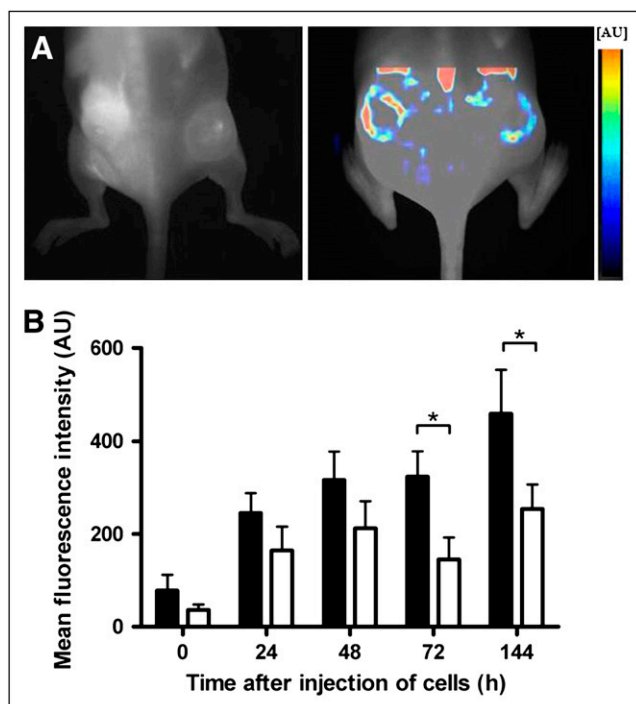 A
[AU]
B
Mean fluorescence intensity (AU)
600
400
200
0
*
*
0 24 48 72 144
Time after injection of cells (h)